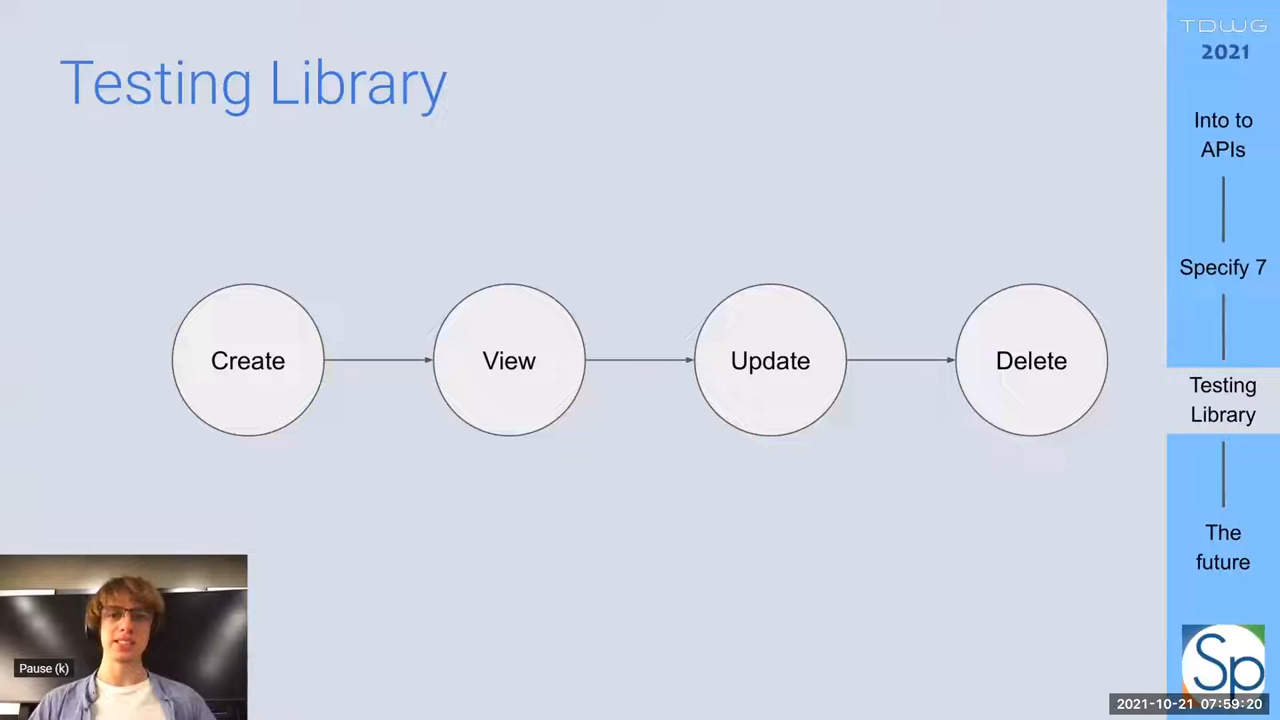 Testing Library
Create
View
Update
Delete
TDWG
2021
Into to
APIs
Specify 7
Testing
Library
The
future
Sp
Pause (k)
2021-10-21 07:59:20